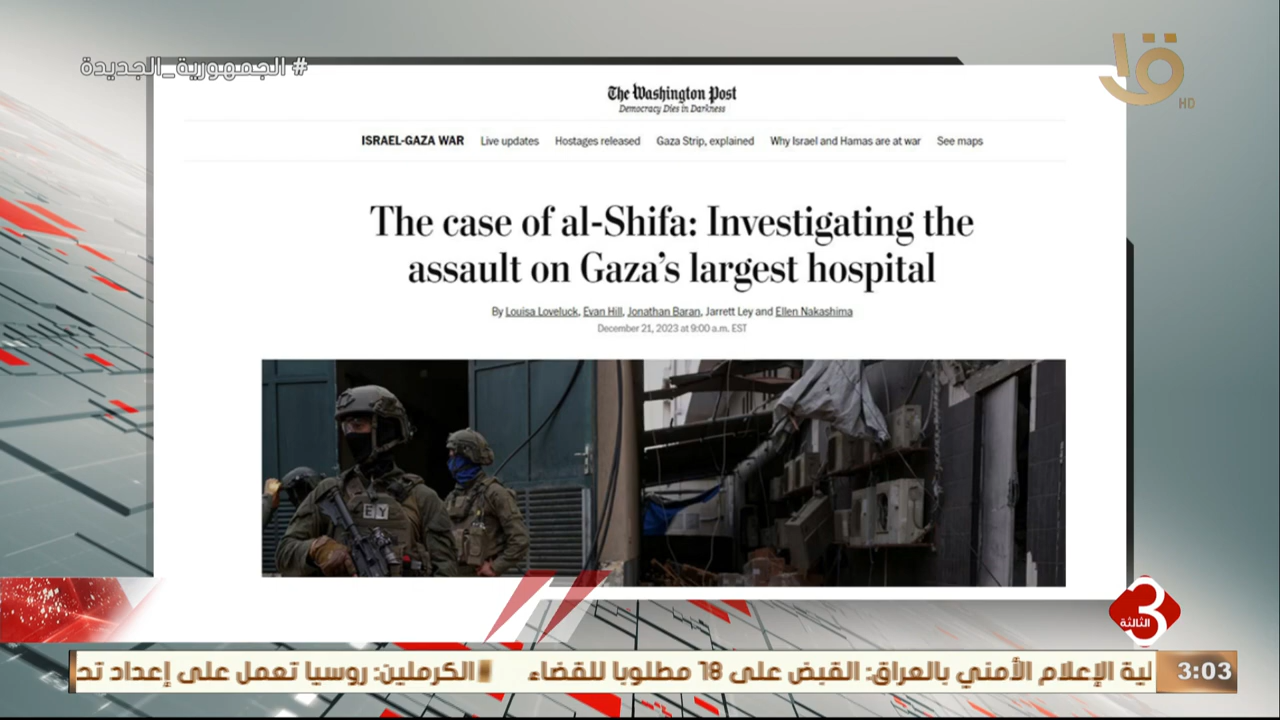 # الجمهورية_الجديدة
HD
The Washington Post
Democracy Dies in Darkness
ISRAEL-GAZA WAR Live updates Hostages released Gaza Strip, explained Why Israel and Hamas are at war See maps
The case of al-Shifa: Investigating the
assault on Gaza's largest hospital
By Louisa Loveluck, Evan Hill, Jonathan Baran, Jarrett Ley and Ellen Nakashima
December 21, 2023 at 9:00 a.m. EST
EY
3
الثالثة
لية الإعلام الأمني بالعراق: القبض على 18 مطلوبا للقضاء الكرملين: روسيا تعمل على إعداد تد
3:03